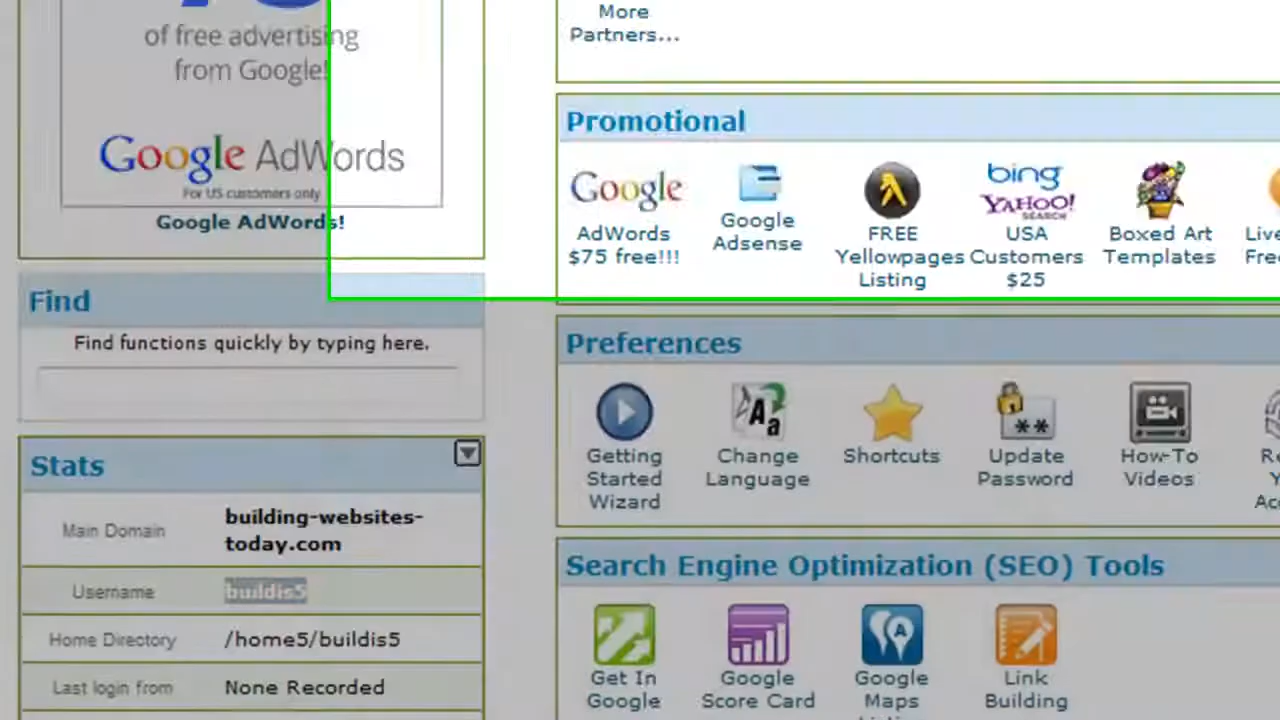 of free advertising
from Google!
Google AdWords
For US customers only
Google AdWords!
Find
Find functions quickly by typing here.
Stats
Main Domain
building-websites-
today.com
Username
buildis5
Home Directory
/home5/buildis5
Last login from
None Recorded
More
Partners...
Promotional
Google
AdWords
$75 free!!!
Google
Adsense
FREE
Yellowpages
Listing
bing
YAHOO!
SEARCH
USA
Customers
$25
Boxed Art
Templates
Preferences
Getting
Started
Wizard
Change
Language
Shortcuts
Update
Password
How-To
Videos
Search Engine Optimization (SEO) Tools
Get In
Google
Google
Score Card
Google
Maps
Link
Building